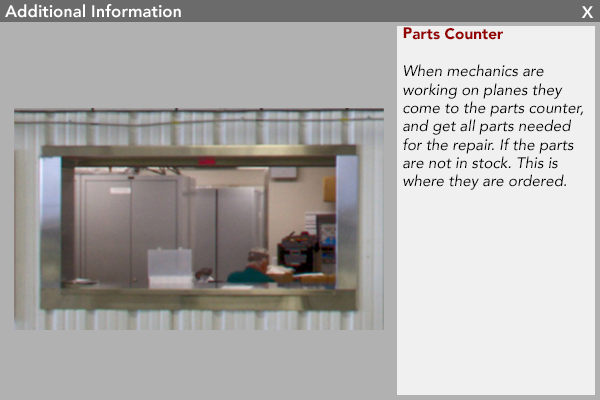 Additional Information
X
Parts Counter
When mechanics are
working on planes they
come to the parts counter,
and get all parts needed
for the repair. If the parts
are not in stock. This is
where they are ordered.